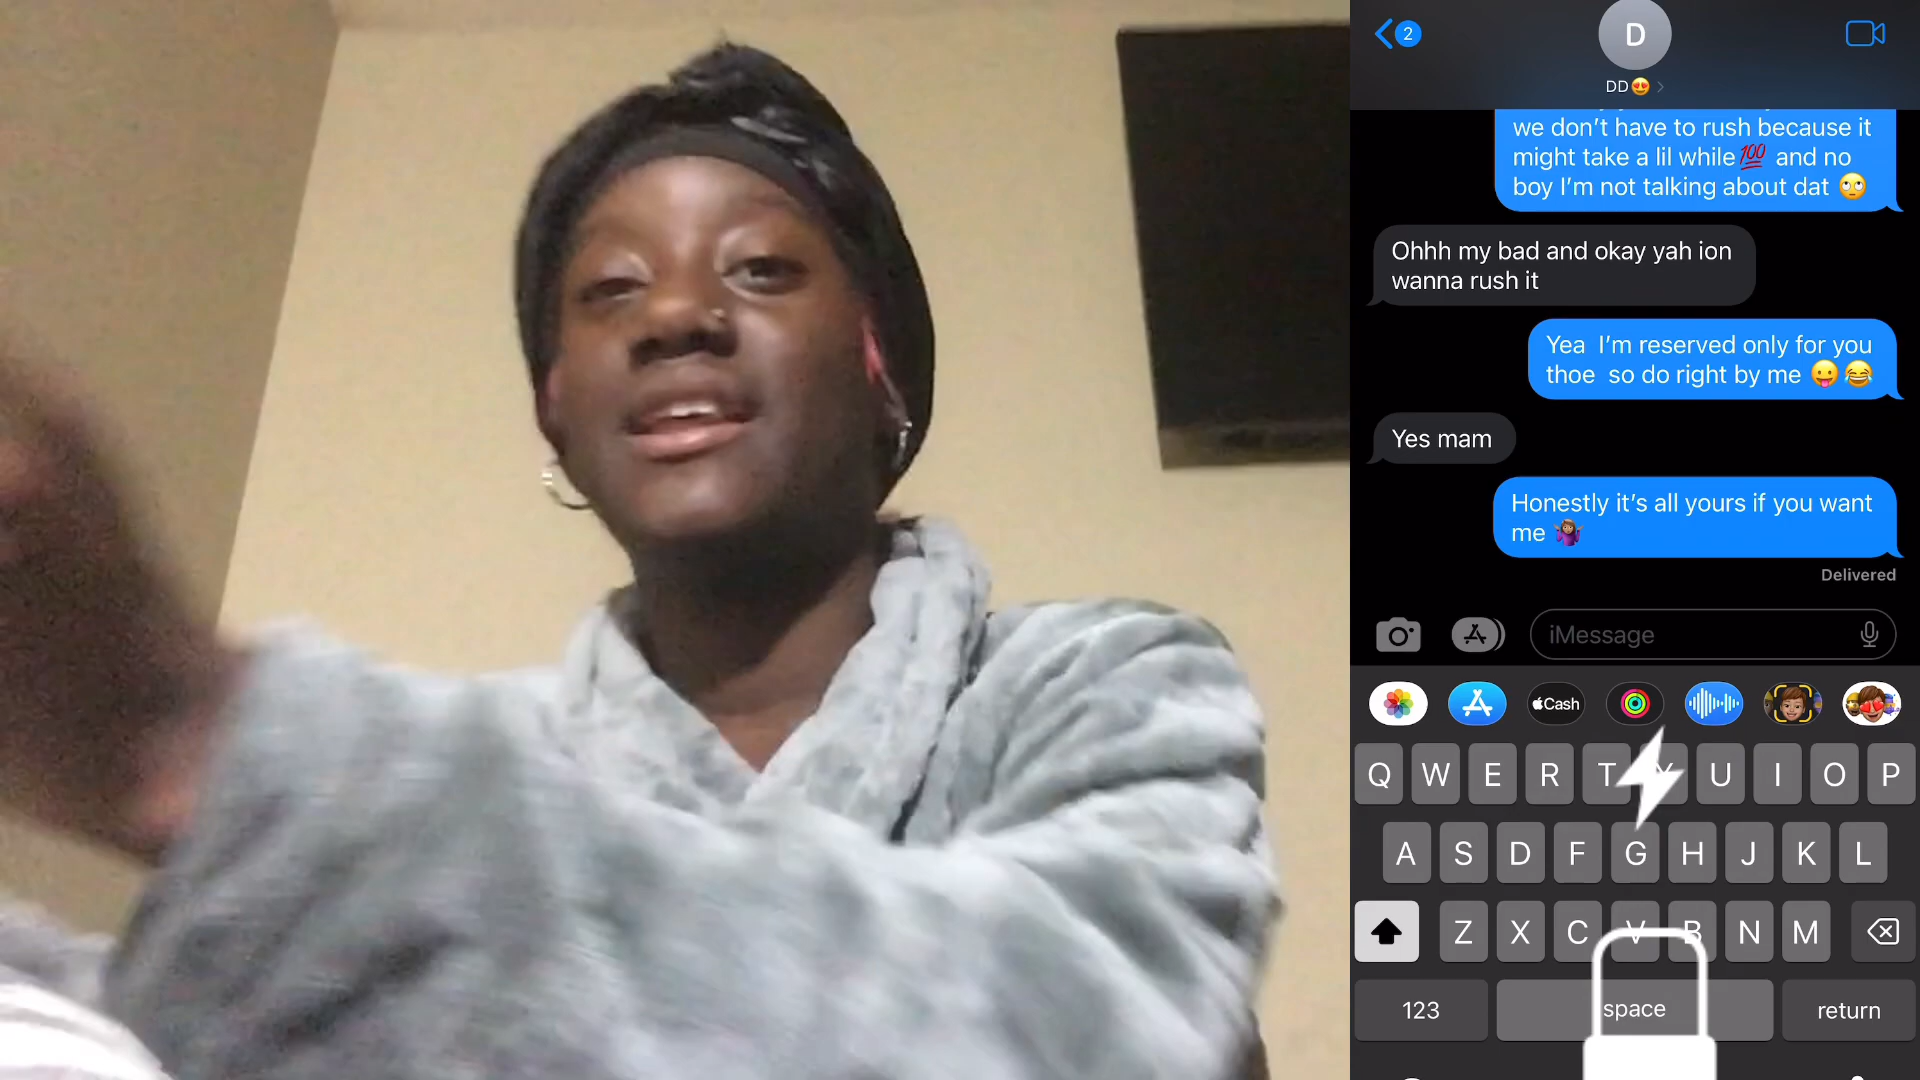 2
D
DD😍
we don't have to rush because it
might take a lil while💯 and no
boy I'm not talking about dat 🙄
Ohhh my bad and okay yah ion
wanna rush it
Yea  I'm reserved only for you
thoe  so do right by me 😛😂
Yes mam
Honestly it's all yours if you want
me 🤷🏾‍♀️
Delivered
iMessage
Cash
Q W E R T Y U I O P
A S D F G H J K L
Z X C V B N M
123 space return